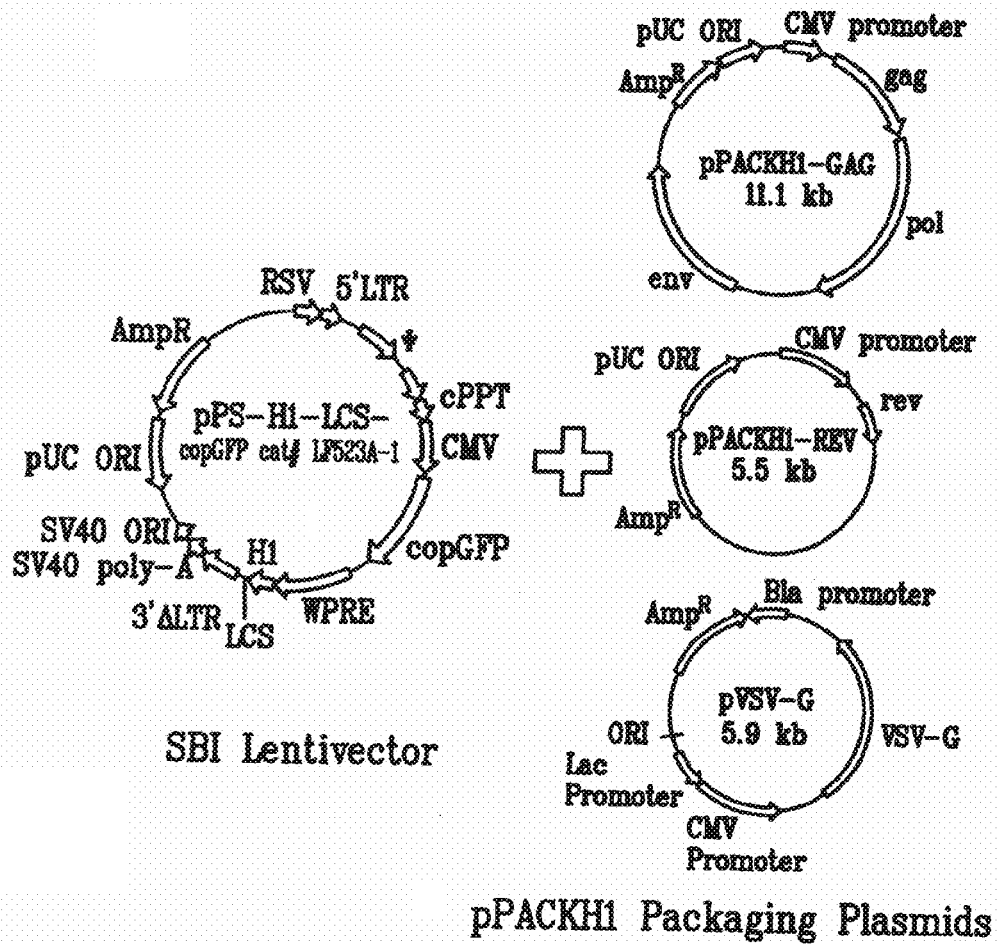 pUC ORI
CMV promoter
AmpR
gag
pPACKH1-GAG
11.1 kb
pol
env
RSV
5'LTR
AmpR
Ψ
cPPT
pPS-H1-LCS-
copGFP cat# LF523A-1
CMV
pUC ORI
SV40 ORI
SV40 poly-A
H1
copGFP
3'ΔLTR
LCS
WPRE
SBI Lentivector
pUC ORI
CMV promoter
rev
pPACKH1-REV
5.5 kb
AmpR
AmpR
Bla promoter
pVSV-G
5.9 kb
ORI
VSV-G
Lac
Promoter
CMV
Promoter
pPACKH1 Packaging Plasmids